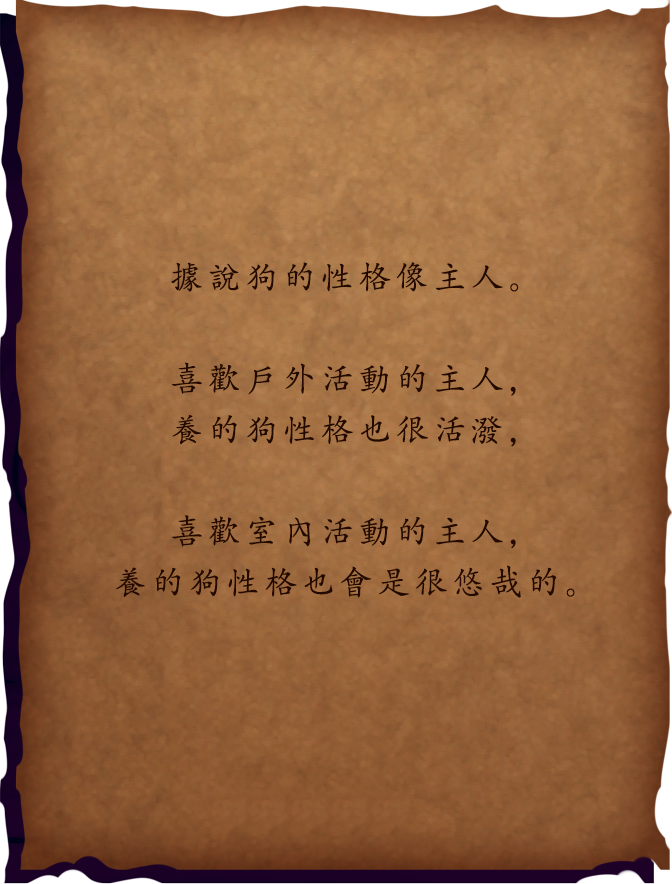 據說狗的性格像主人。
喜歡戶外活動的主人，
養的狗性格也很活潑，
喜歡室內活動的主人，
養的狗性格也會是很悠哉的。